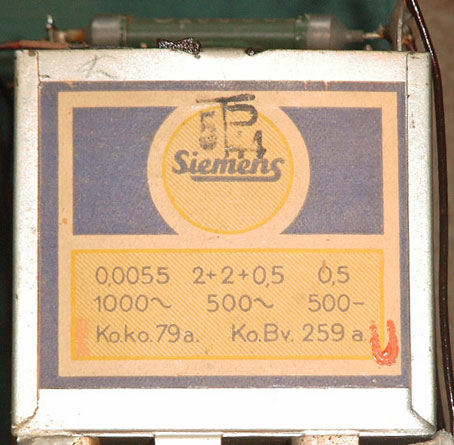 Siemens
0,0055 2+2+0,5 0,5
1000~ 500~ 500-
Ko.ko.79a. Ko.Bv. 259a.
U